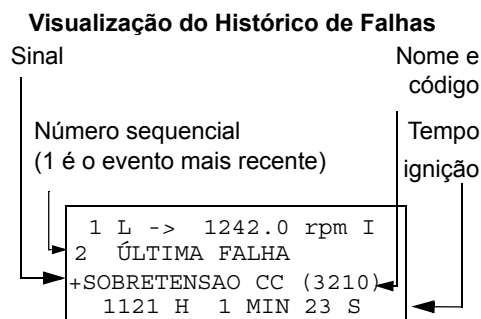 Visualização do Histórico de Falhas
Sinal
Nome e
código
Número sequencial
(1 é o evento mais recente)
Tempo
ignição
1 L -> 1242.0 rpm I
2 ÚLTIMA FALHA
+SOBRETENSAO CC (3210)
1121 H 1 MIN 23 S